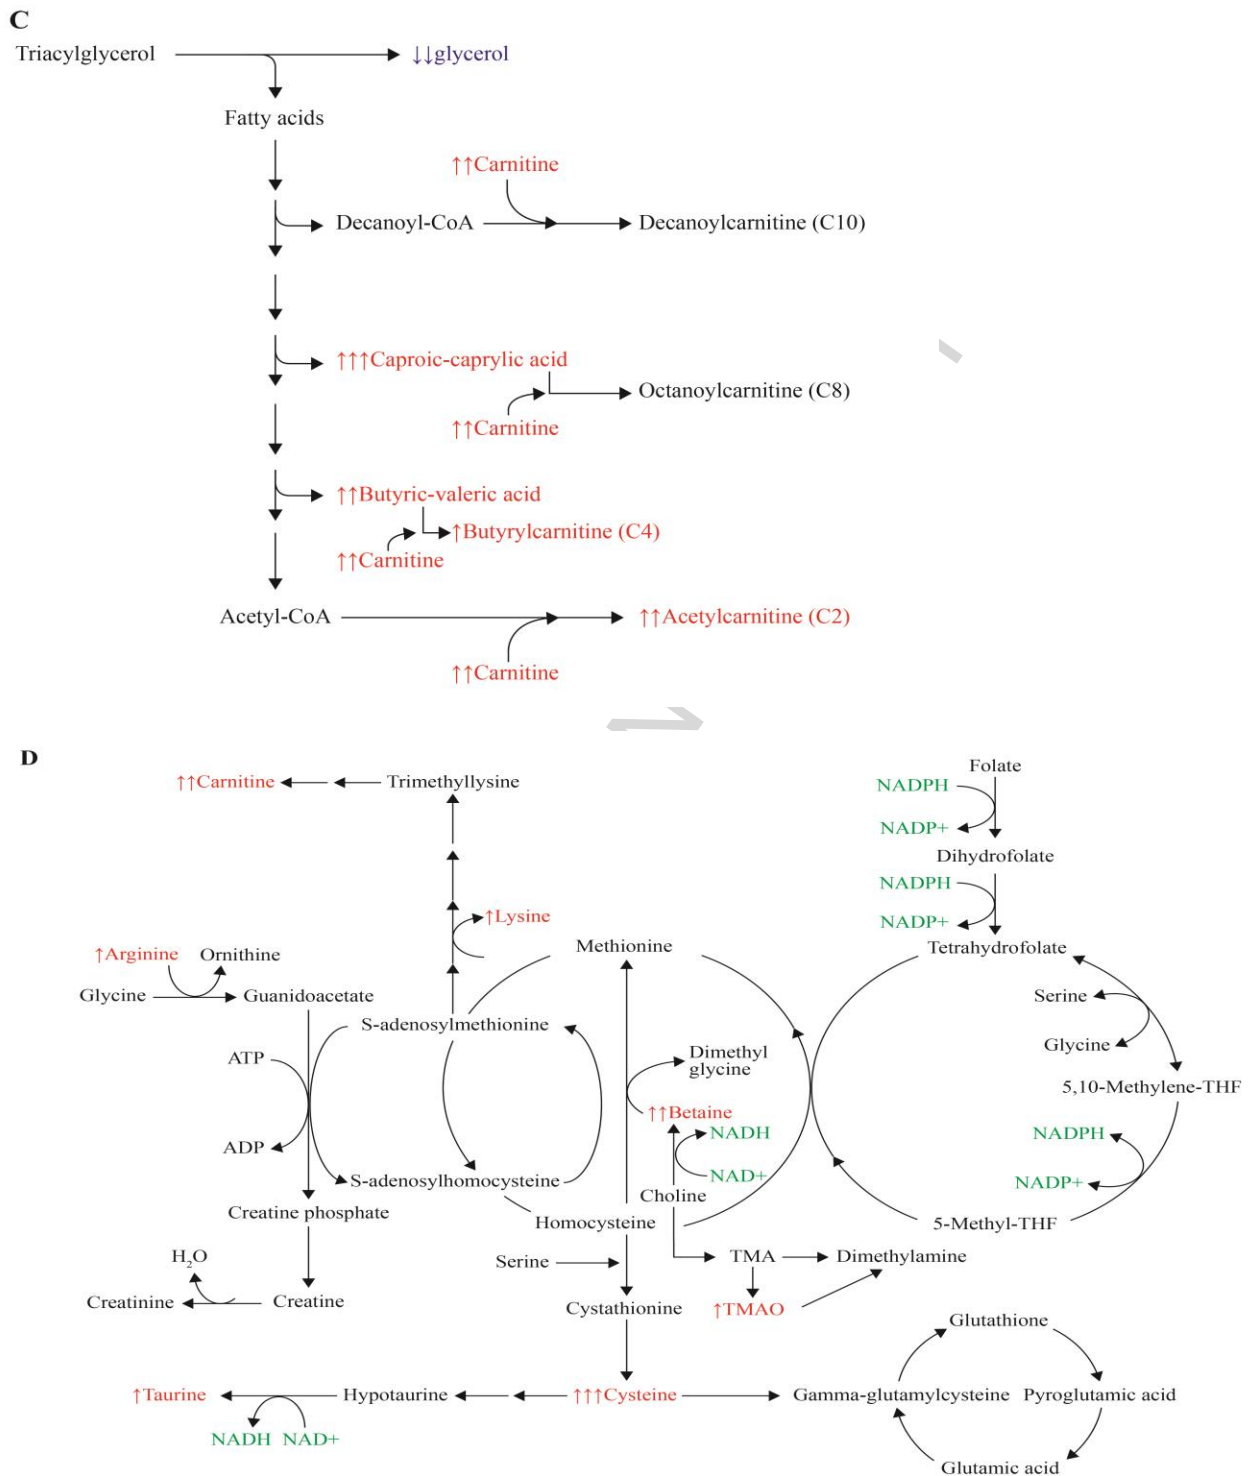 C
Triacylglycerol
↓↓glycerol
Fatty acids
↑↑Carnitine
Decanoyl-CoA
Decanoylcarnitine (C10)
↑↑↑Caproic-caprylic acid
Octanoylcarnitine (C8)
↑↑Carnitine
↑↑Butyric-valeric acid
↑Butyrylcarnitine (C4)
↑↑Carnitine
Acetyl-CoA
↑↑Acetylcarnitine (C2)
↑↑Carnitine
D
↑↑Carnitine
Trimethyllysine
Folate
NADPH
NADP+
Dihydrofolate
NADPH
NADP+
Tetrahydrofolate
↑Lysine
Methionine
↑Arginine
Ornithine
Glycine
Guanidoacetate
Serine
Glycine
S-adenosylmethionine
ATP
Dimethyl
glycine
5,10-Methylene-THF
↑↑Betaine
NADH
NADPH
ADP
NAD+
NADP+
S-adenosylhomocysteine
Choline
Creatine phosphate
Homocysteine
5-Methyl-THF
H2O
Serine
TMA
Dimethylamine
Creatinine
Creatine
Cystathionine
↑TMAO
Glutathione
↑Taurine
Hypotaurine
↑↑↑Cysteine
Gamma-glutamylcysteine
Pyroglutamic acid
NADH
NAD+
Glutamic acid